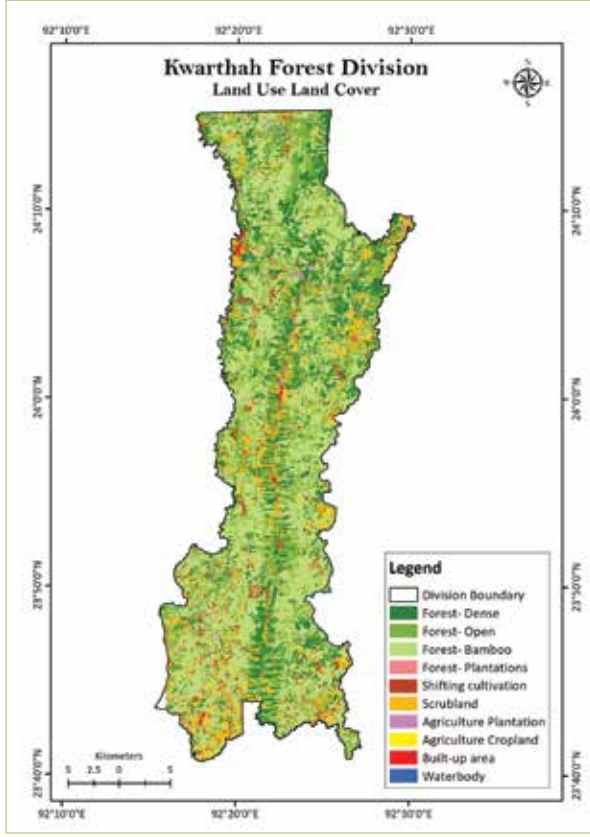 92°10'0"E 92°20'0"E 92°30'0"E
Kwarthah Forest Division
Land Use Land Cover
24°10'0"N 24°10'0"N
24°0'0"N 24°0'0"N
23°50'0"N 23°50'0"N
23°40'0"N 23°40'0"N
Legend
Division Boundary
Forest- Dense
Forest- Open
Forest- Bamboo
Forest- Plantations
Shifting cultivation
Scrubland
Agriculture Plantation
Agriculture Cropland
Built-up area
Waterbody
Kilometers
5 2.5 0 5
92°10'0"E 92°20'0"E 92°30'0"E